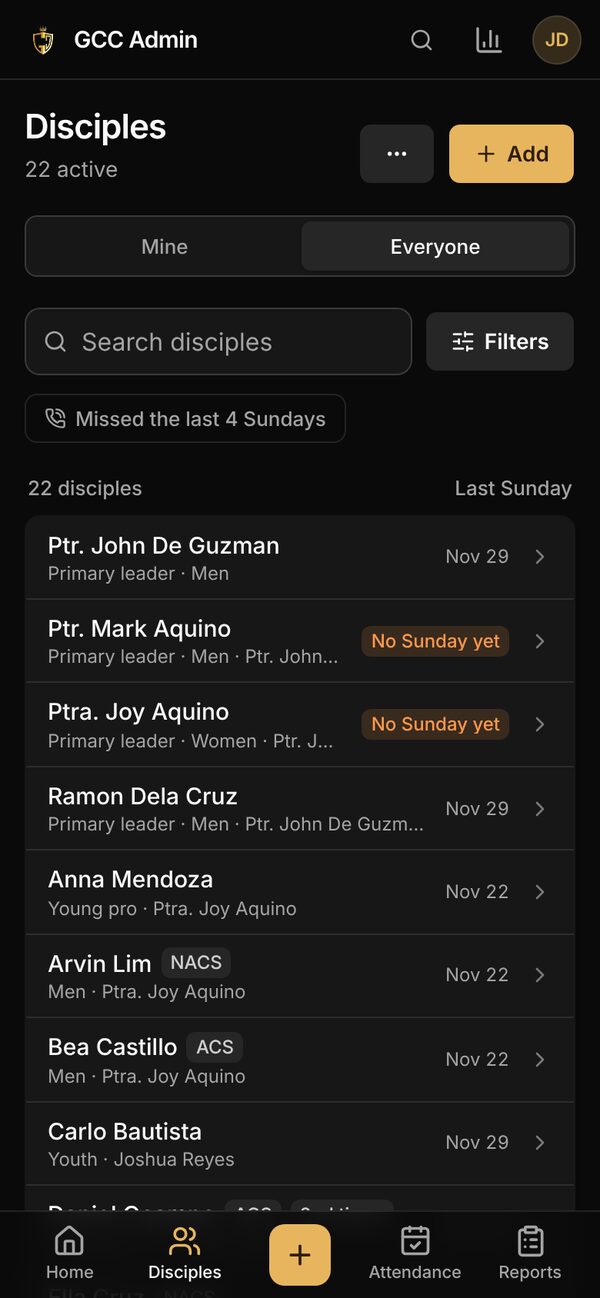 GCC Admin
JD
Disciples
22 active
Add
Mine
Everyone
Search disciples
Filters
Missed the last 4 Sundays
22 disciples
Last Sunday
Ptr. John De Guzman
Primary leader · Men
Nov 29
Ptr. Mark Aquino
Primary leader · Men · Ptr. John...
No Sunday yet
Ptra. Joy Aquino
Primary leader · Women · Ptr. J...
No Sunday yet
Ramon Dela Cruz
Primary leader · Men · Ptr. John De Guzm...
Nov 29
Anna Mendoza
Young pro · Ptra. Joy Aquino
Nov 22
Arvin Lim NACS
Men · Ptra. Joy Aquino
Nov 22
Bea Castillo ACS
Men · Ptra. Joy Aquino
Nov 22
Carlo Bautista
Youth · Joshua Reyes
Nov 29
Home
Disciples
Attendance
Reports